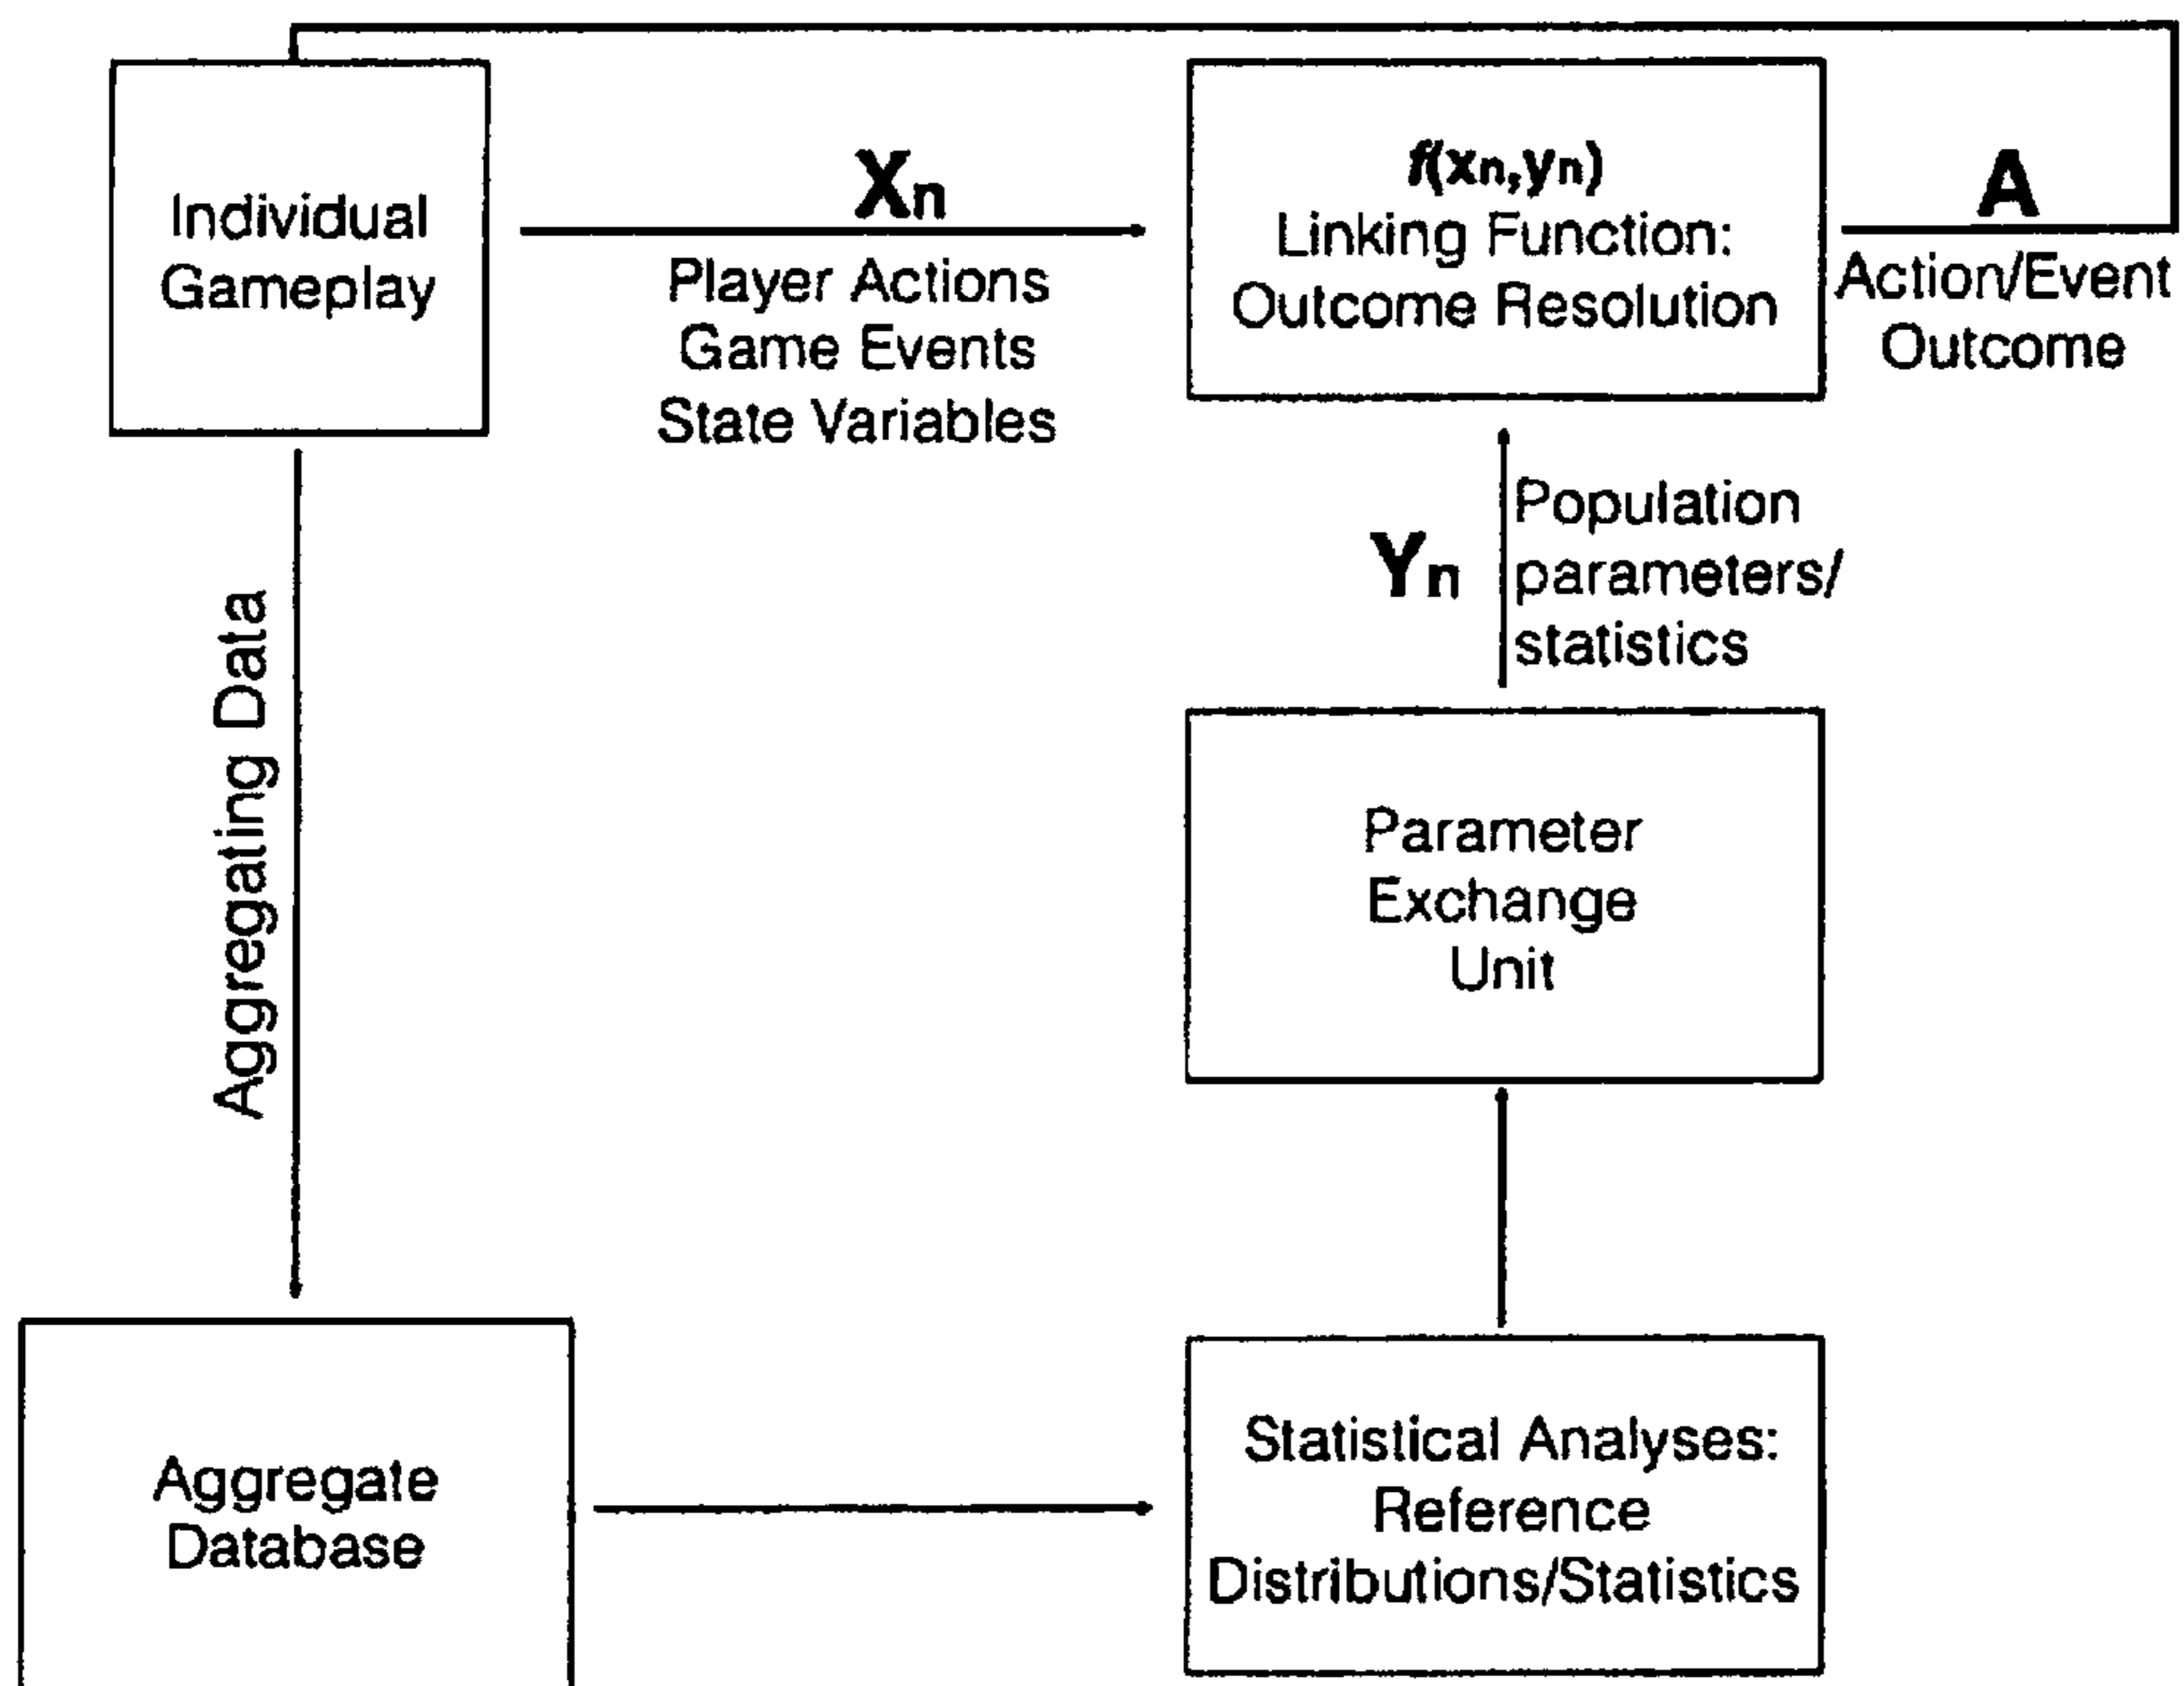 Individual
Gameplay
Xn
Player Actions
Game Events
State Variables
f(xn,yn)
Linking Function:
Outcome Resolution
A
Action/Event
Outcome
Aggregating Data
Yn
Population
parameters/
statistics
Parameter
Exchange
Unit
Aggregate
Database
Statistical Analyses:
Reference
Distributions/Statistics